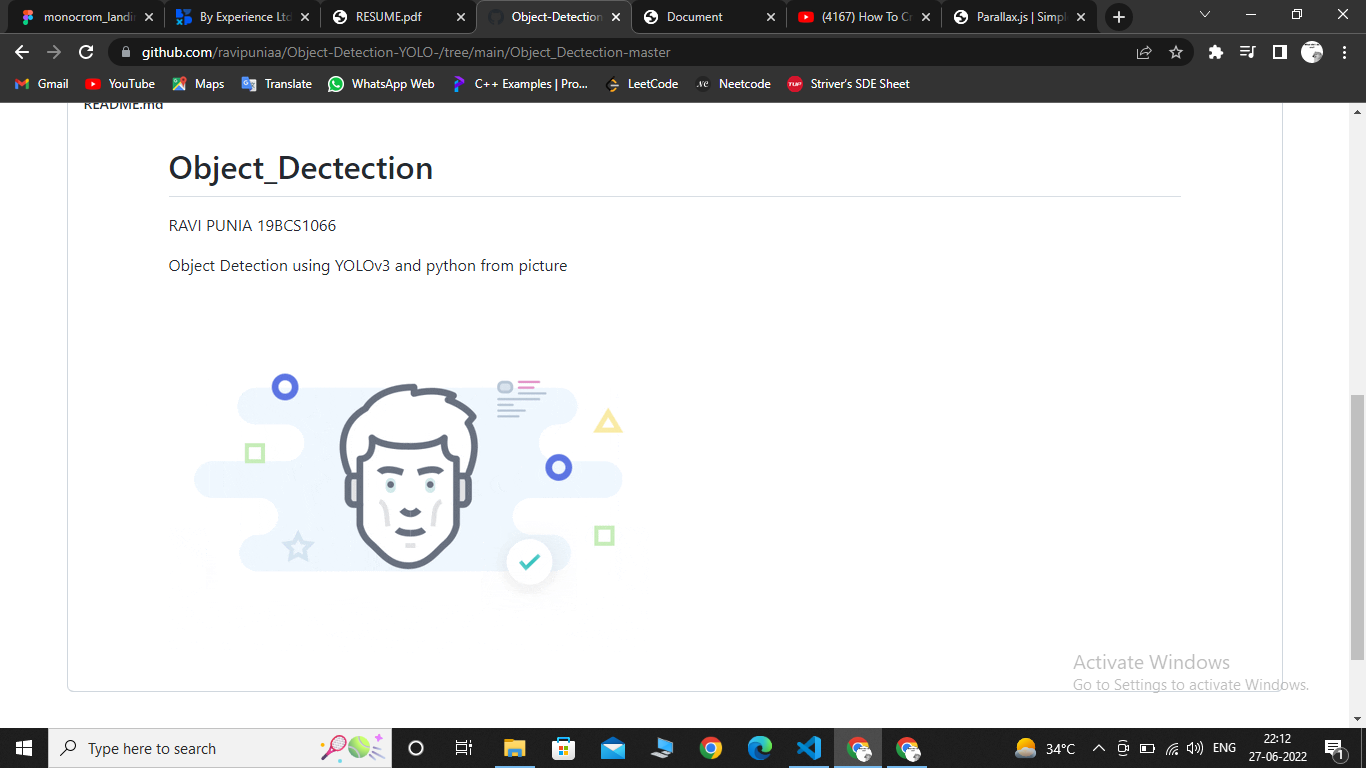 monocrom_landi
By Experience Ltd
RESUME.pdf
Object-Detection
Document
(4167) How To Cr
Parallax.js | Simpl
github.com/ravipuniaa/Object-Detection-YOLO-/tree/main/Object_Dectection-master
Gmail
YouTube
Maps
Translate
WhatsApp Web
C++ Examples | Pro...
LeetCode
Neetcode
Striver's SDE Sheet
README.md
Object_Dectection
RAVI PUNIA 19BCS1066
Object Detection using YOLOv3 and python from picture
Activate Windows
Go to Settings to activate Windows.
Type here to search
34°C
ENG
22:12
27-06-2022
1